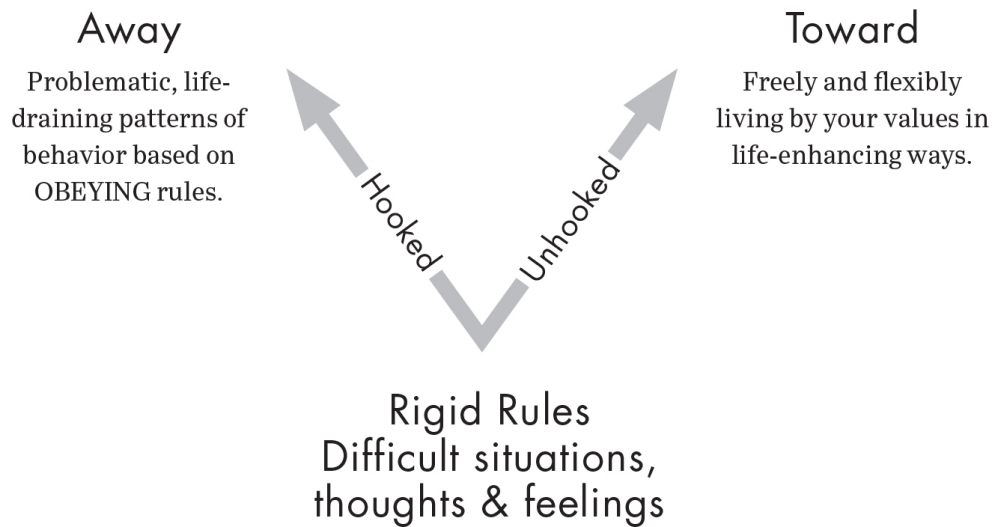 Away
Problematic, life-
draining patterns of
behavior based on
OBEYING rules.
Toward
Freely and flexibly
living by your values in
life-enhancing ways.
Hooked
Unhooked
Rigid Rules
Difficult situations,
thoughts & feelings